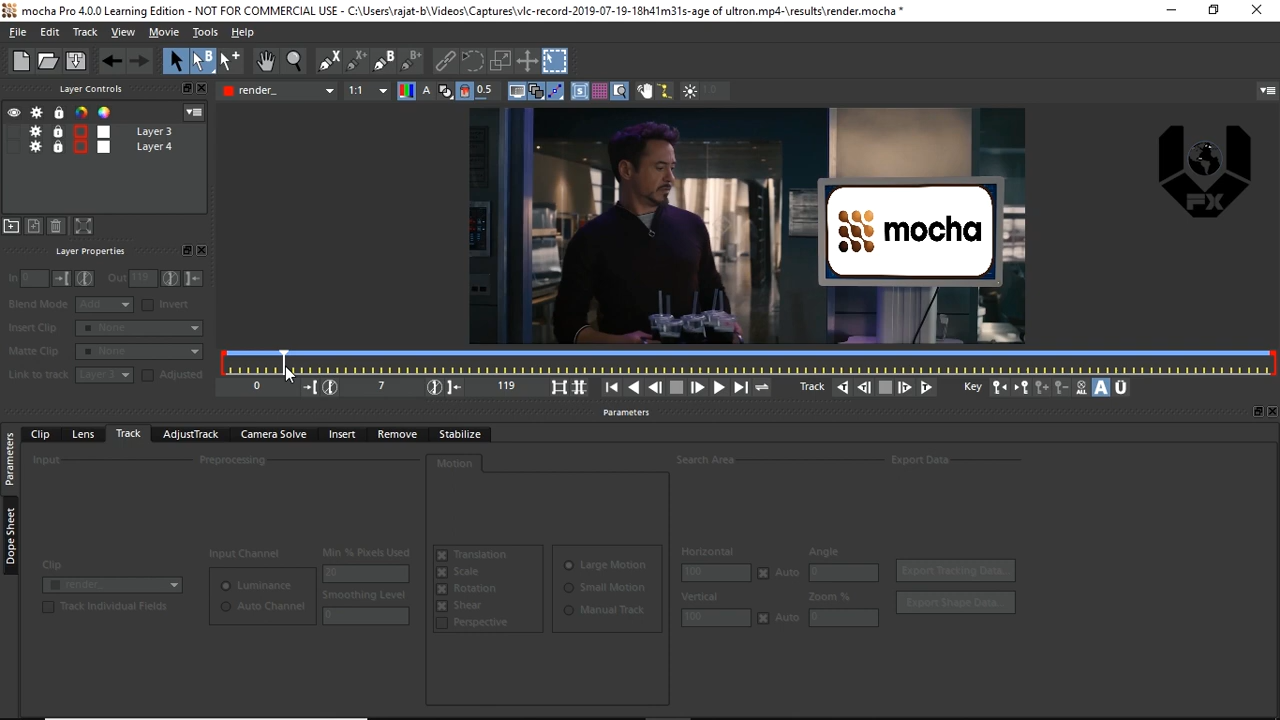 mocha Pro 4.0.0 Learning Edition - NOT FOR COMMERCIAL USE - C:\Users\rajat-b\Videos\Captures\vlc-record-2019-07-19-18h41m31s-age of ultron.mp4-\results\render.mocha *
File Edit Track View Movie Tools Help
Layer Controls
render_ 1:1 A 0.5 1.0
Layer 3
Layer 4
mocha
FX
Layer Properties
In 0 Out 119
Blend Mode Add Invert
Insert Clip None
Matte Clip None
Link to track Layer 3 Adjusted
0 7 119 Track Key ALL A Ü
Parameters
Parameters
Dope Sheet
Clip Lens Track AdjustTrack Camera Solve Insert Remove Stabilize
Input Preprocessing Motion Search Area Export Data
Clip
render_
Track Individual Fields
Input Channel
Luminance
Auto Channel
Min % Pixels Used
20
Smoothing Level
0
Translation
Scale
Rotation
Shear
Perspective
Large Motion
Small Motion
Manual Track
Horizontal Angle
100 Auto 0
Vertical Zoom %
100 Auto 0
Export Tracking Data...
Export Shape Data...